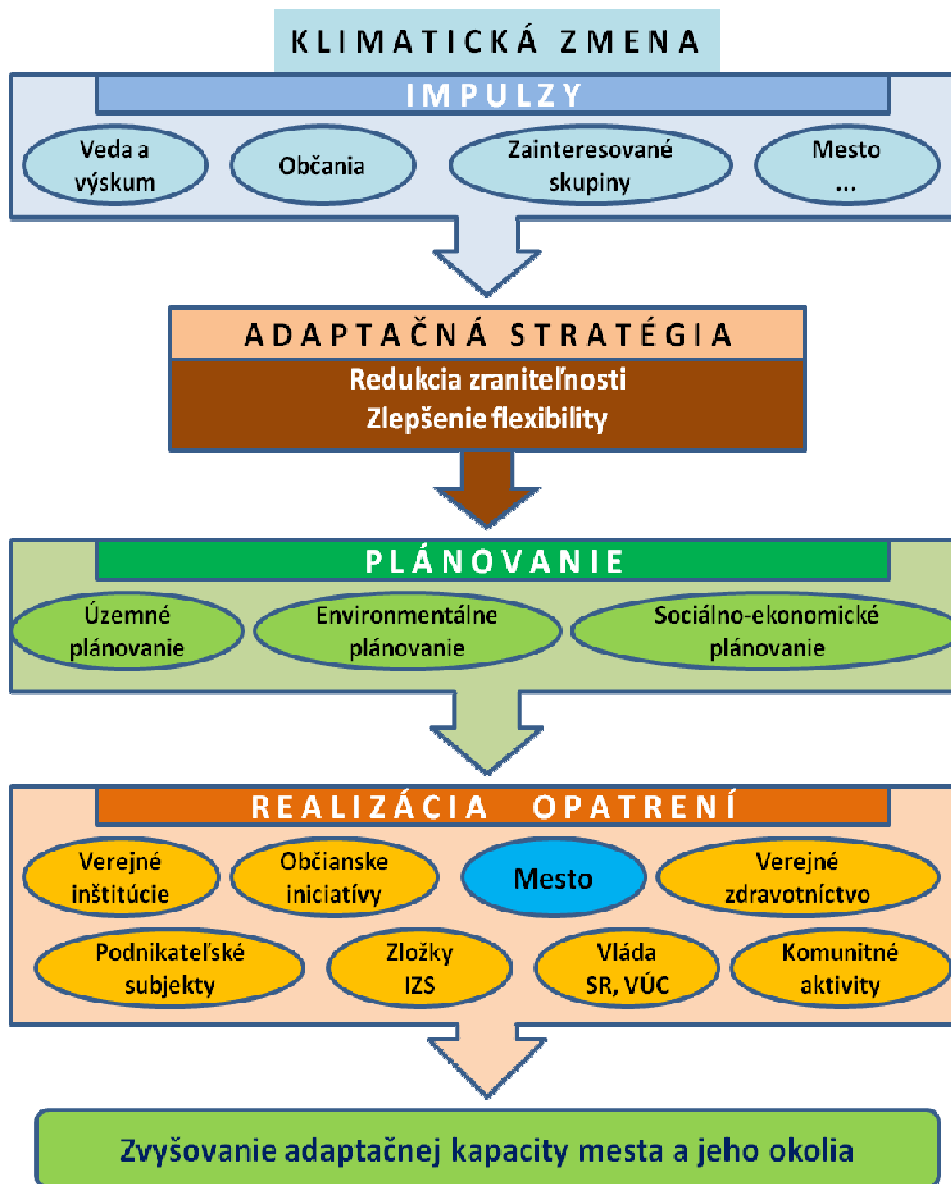 KLIMATICKÁ ZMENA
IMPULZY
Veda a
výskum
Občania
Zainteresované
skupiny
Mesto
...
ADAPTAČNÁ STRATÉGIA
Redukcia zraniteľnosti
Zlepšenie flexibility
PLÁNOVANIE
Územné
plánovanie
Environmentálne
plánovanie
Sociálno-ekonomické
plánovanie
REALIZÁCIA OPATRENÍ
Verejné
inštitúcie
Občianske
iniciatívy
Mesto
Verejné
zdravotníctvo
Podnikateľské
subjekty
Zložky
IZS
Vláda
SR, VÚC
Komunitné
aktivity
Zvyšovanie adaptačnej kapacity mesta a jeho okolia